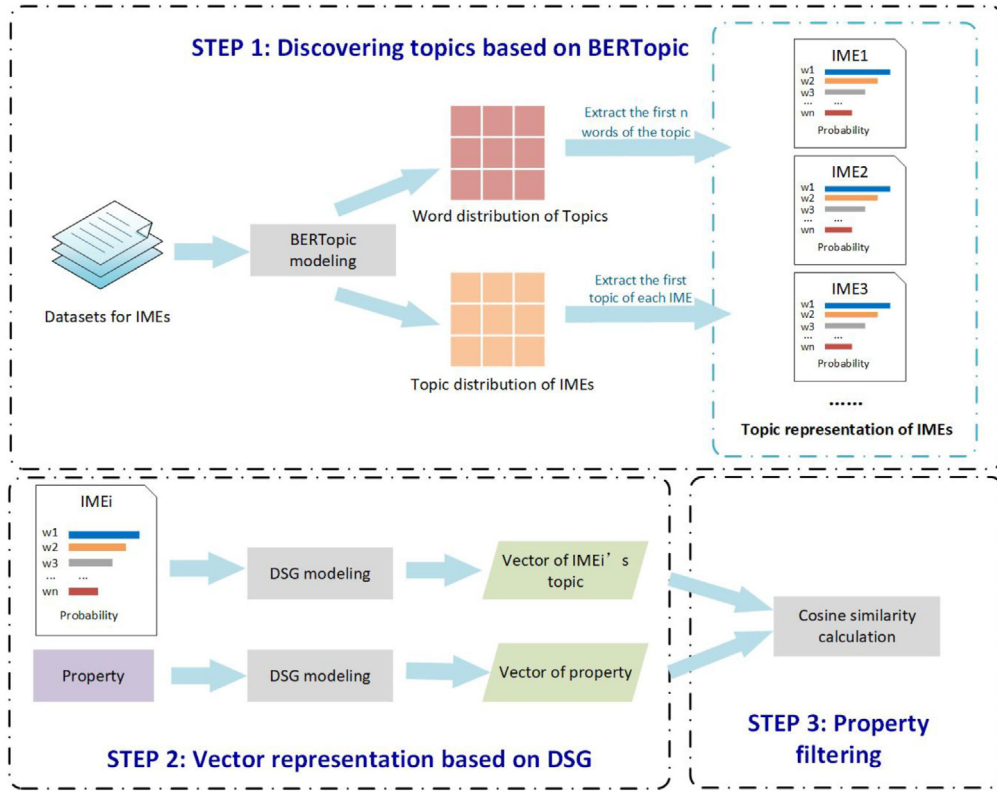 STEP 1: Discovering topics based on BERTopic
Datasets for IMEs
BERTopic
modeling
Word distribution of Topics
Topic distribution of IMEs
Extract the first n
words of the topic
Extract the first
topic of each IME
IME1
w1
w2
w3
... ...
wn
Probability
IME2
w1
w2
w3
... ...
wn
Probability
IME3
w1
w2
w3
... ...
wn
Probability
......
Topic representation of IMEs
IMEi
w1
w2
w3
... ...
wn
Probability
DSG modeling
Vector of IMEi's
topic
Property
DSG modeling
Vector of property
STEP 2: Vector representation based on DSG
Cosine similarity
calculation
STEP 3: Property
filtering